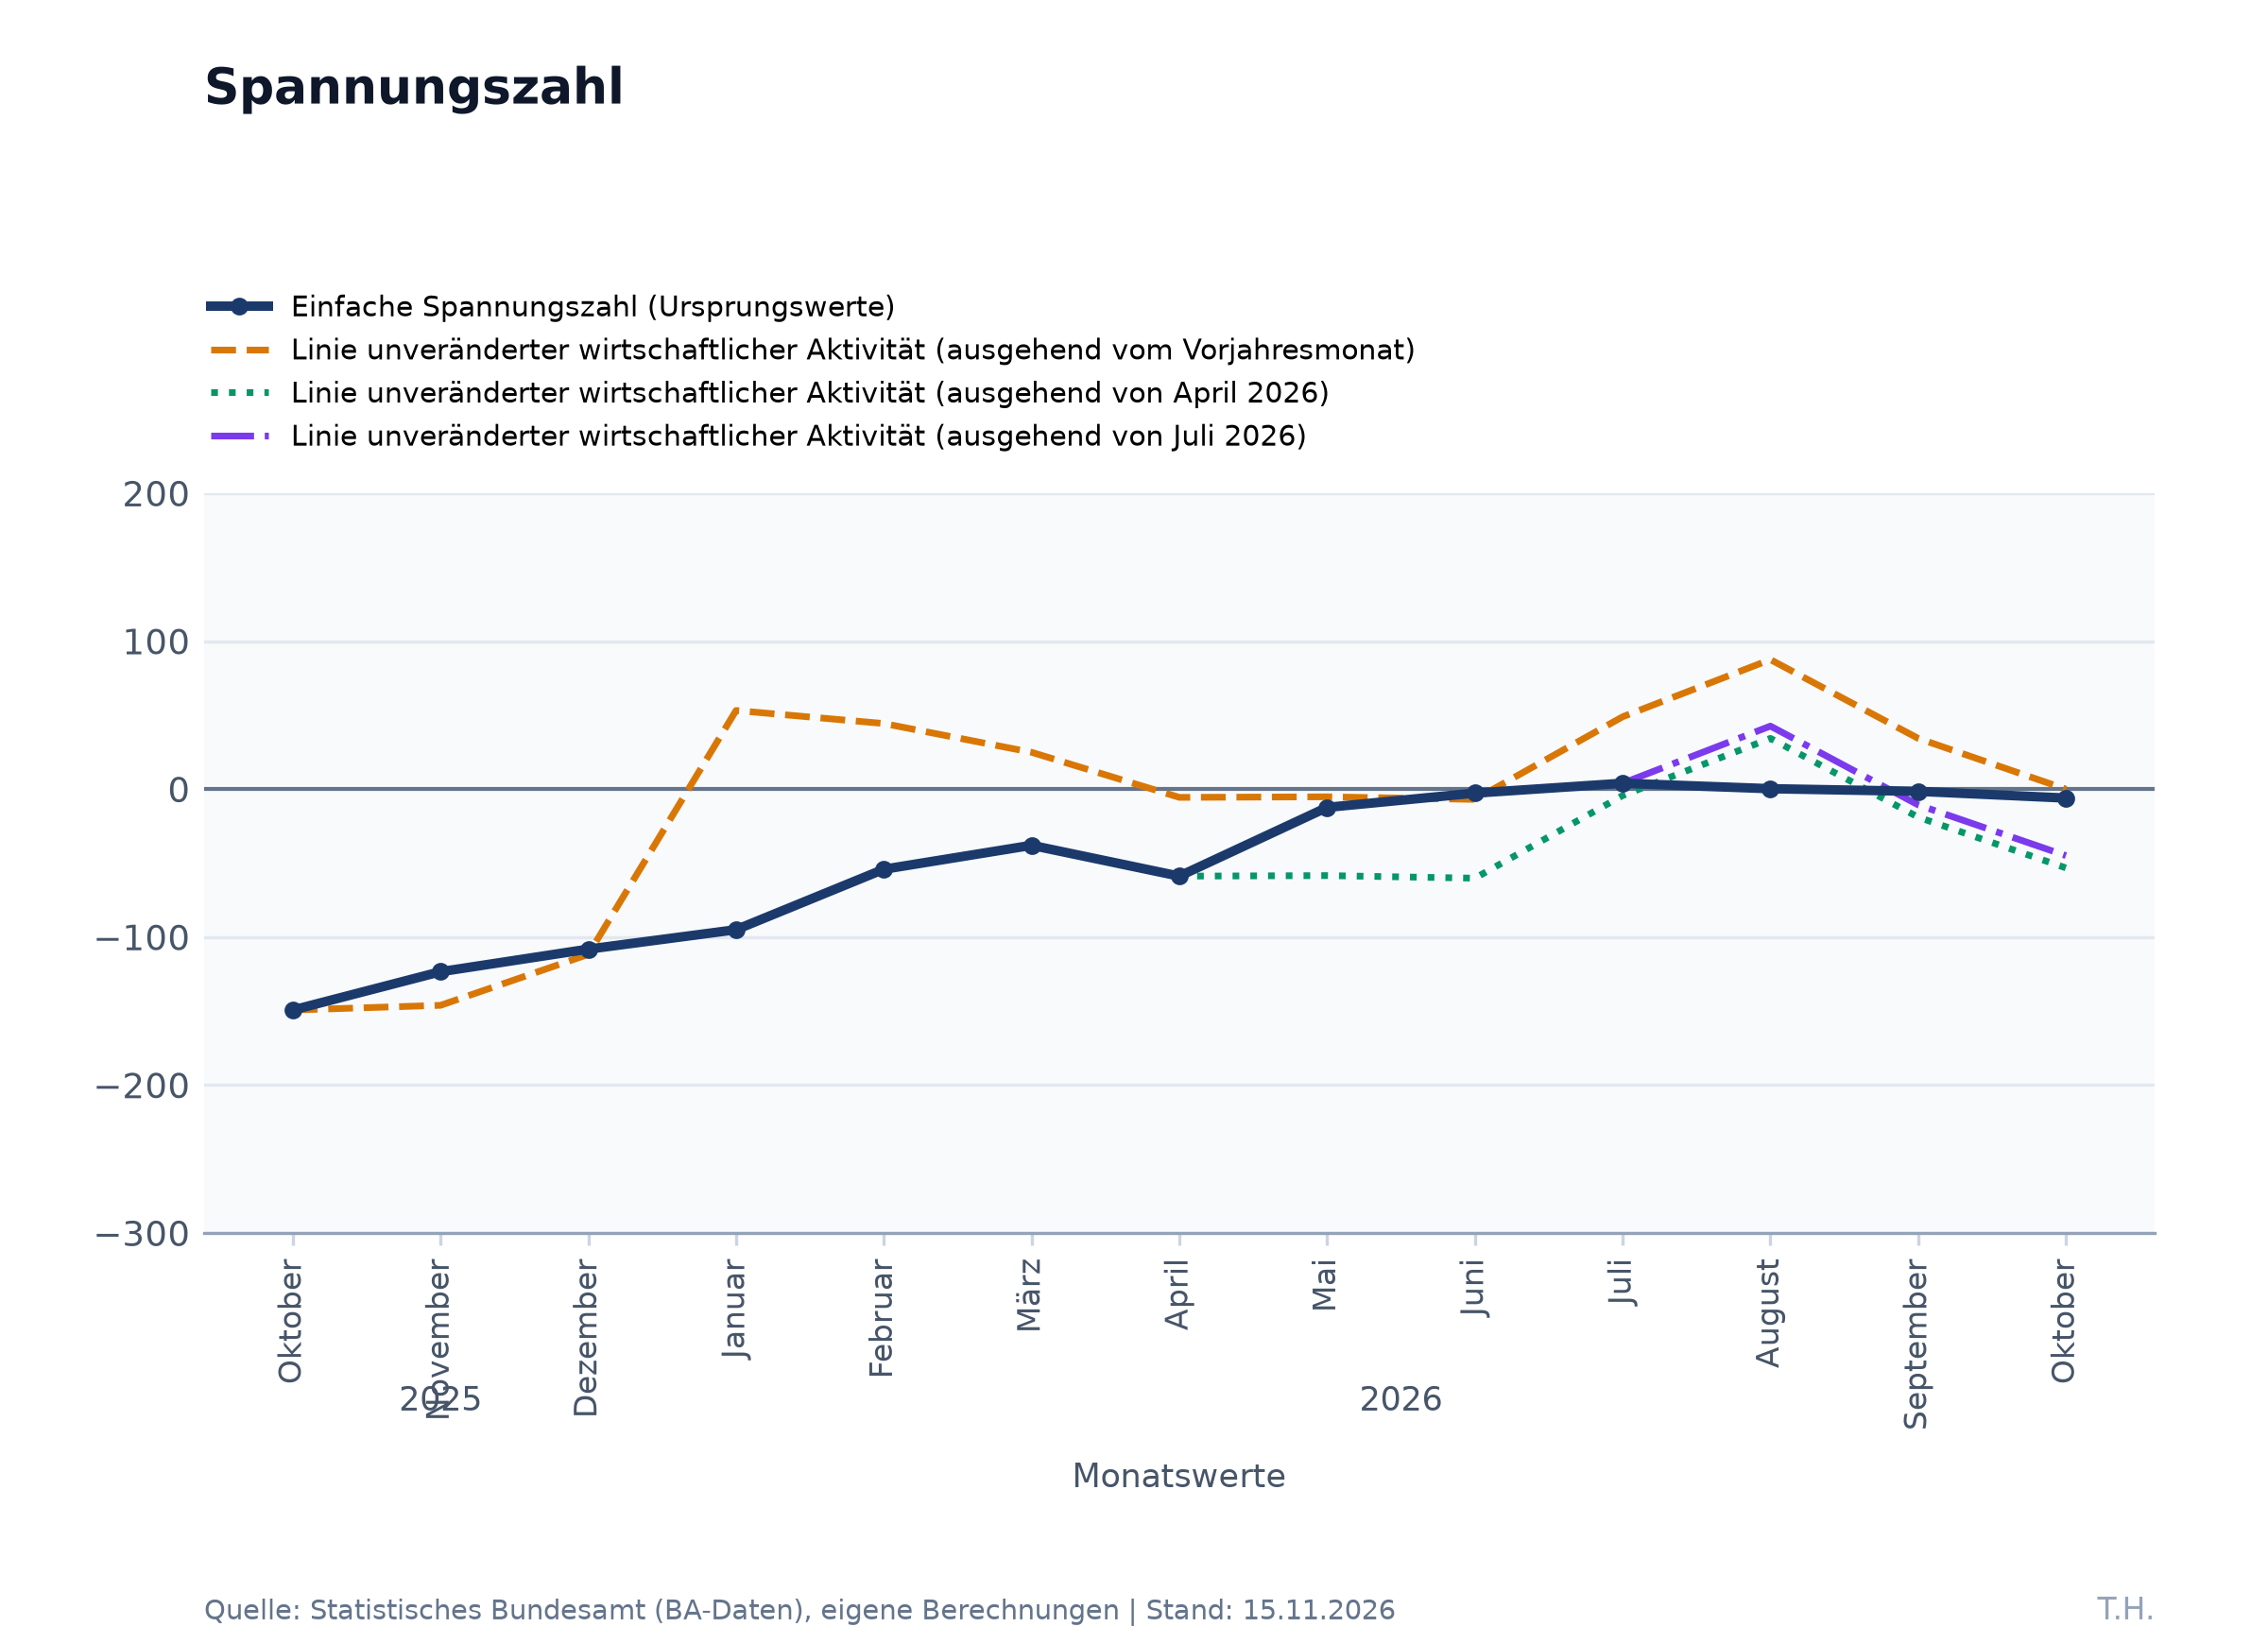 Spannungszahl
Einfache Spannungszahl (Ursprungswerte)
Linie unveränderter wirtschaftlicher Aktivität (ausgehend vom Vorjahresmonat)
Linie unveränderter wirtschaftlicher Aktivität (ausgehend von April 2026)
Linie unveränderter wirtschaftlicher Aktivität (ausgehend von Juli 2026)
200
100
0
−100
−200
−300
Oktober
November
Dezember
Januar
Februar
März
April
Mai
Juni
Juli
August
September
Oktober
2025
2026
Monatswerte
Quelle: Statistisches Bundesamt (BA-Daten), eigene Berechnungen | Stand: 15.11.2026
T.H.